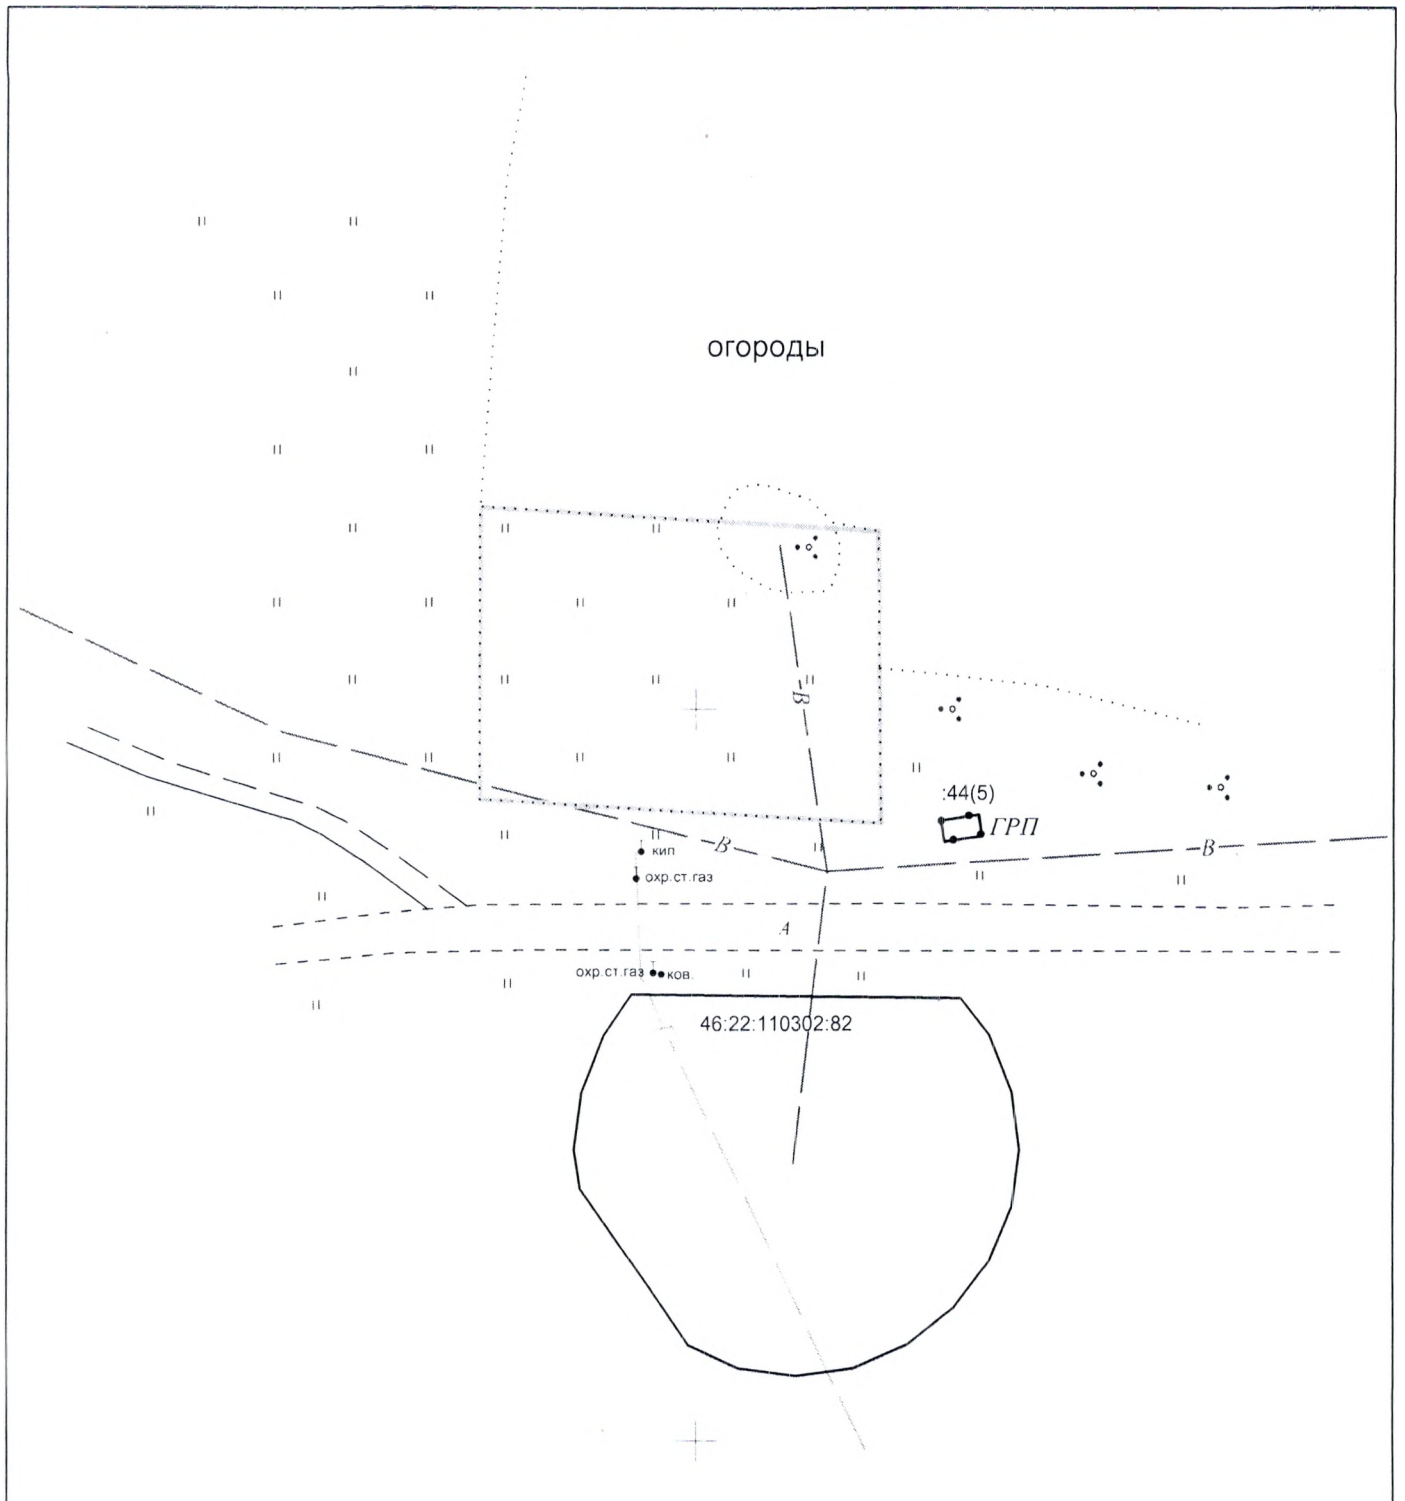 огороды
В
:44(5)
ГРП
В
В
кип
охр.ст.газ
А
охр.ст.газ
ков.
46:22:110302:82